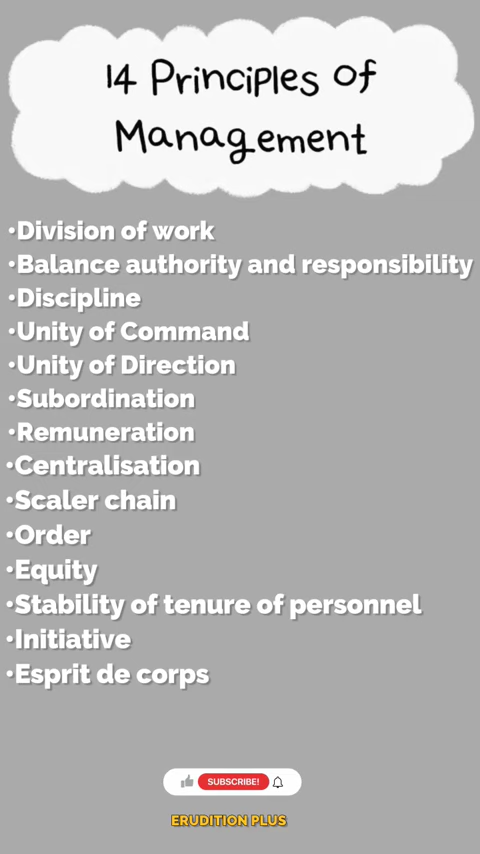 14 Principles of
Management
•Division of work
•Balance authority and responsibility
•Discipline
•Unity of Command
•Unity of Direction
•Subordination
•Remuneration
•Centralisation
•Scaler chain
•Order
•Equity
•Stability of tenure of personnel
•Initiative
•Esprit de corps
SUBSCRIBE!
ERUDITION PLUS